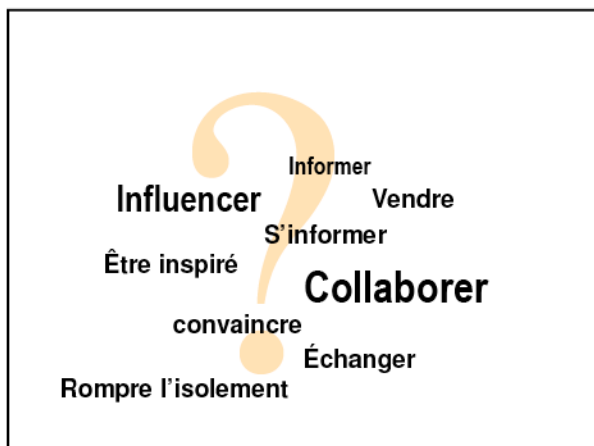 ?
Informer
Influencer
Vendre
S'informer
Être inspiré
Collaborer
convaincre
Échanger
Rompre l'isolement